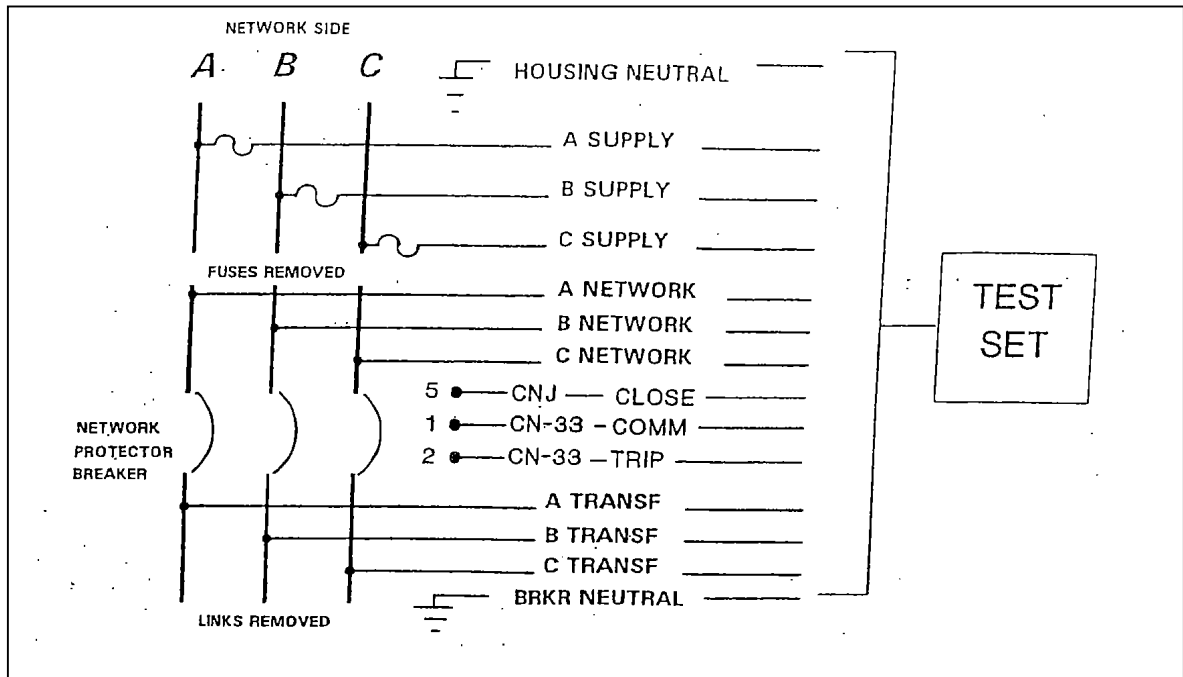 NETWORK SIDE
A B C
HOUSING NEUTRAL
A SUPPLY
B SUPPLY
C SUPPLY
FUSES REMOVED
A NETWORK
B NETWORK
C NETWORK
5 CNJ — CLOSE
1 CN-33 – COMM
2 CN-33 – TRIP
NETWORK
PROTECTOR
BREAKER
A TRANSF
B TRANSF
C TRANSF
BRKR NEUTRAL
LINKS REMOVED
TEST
SET